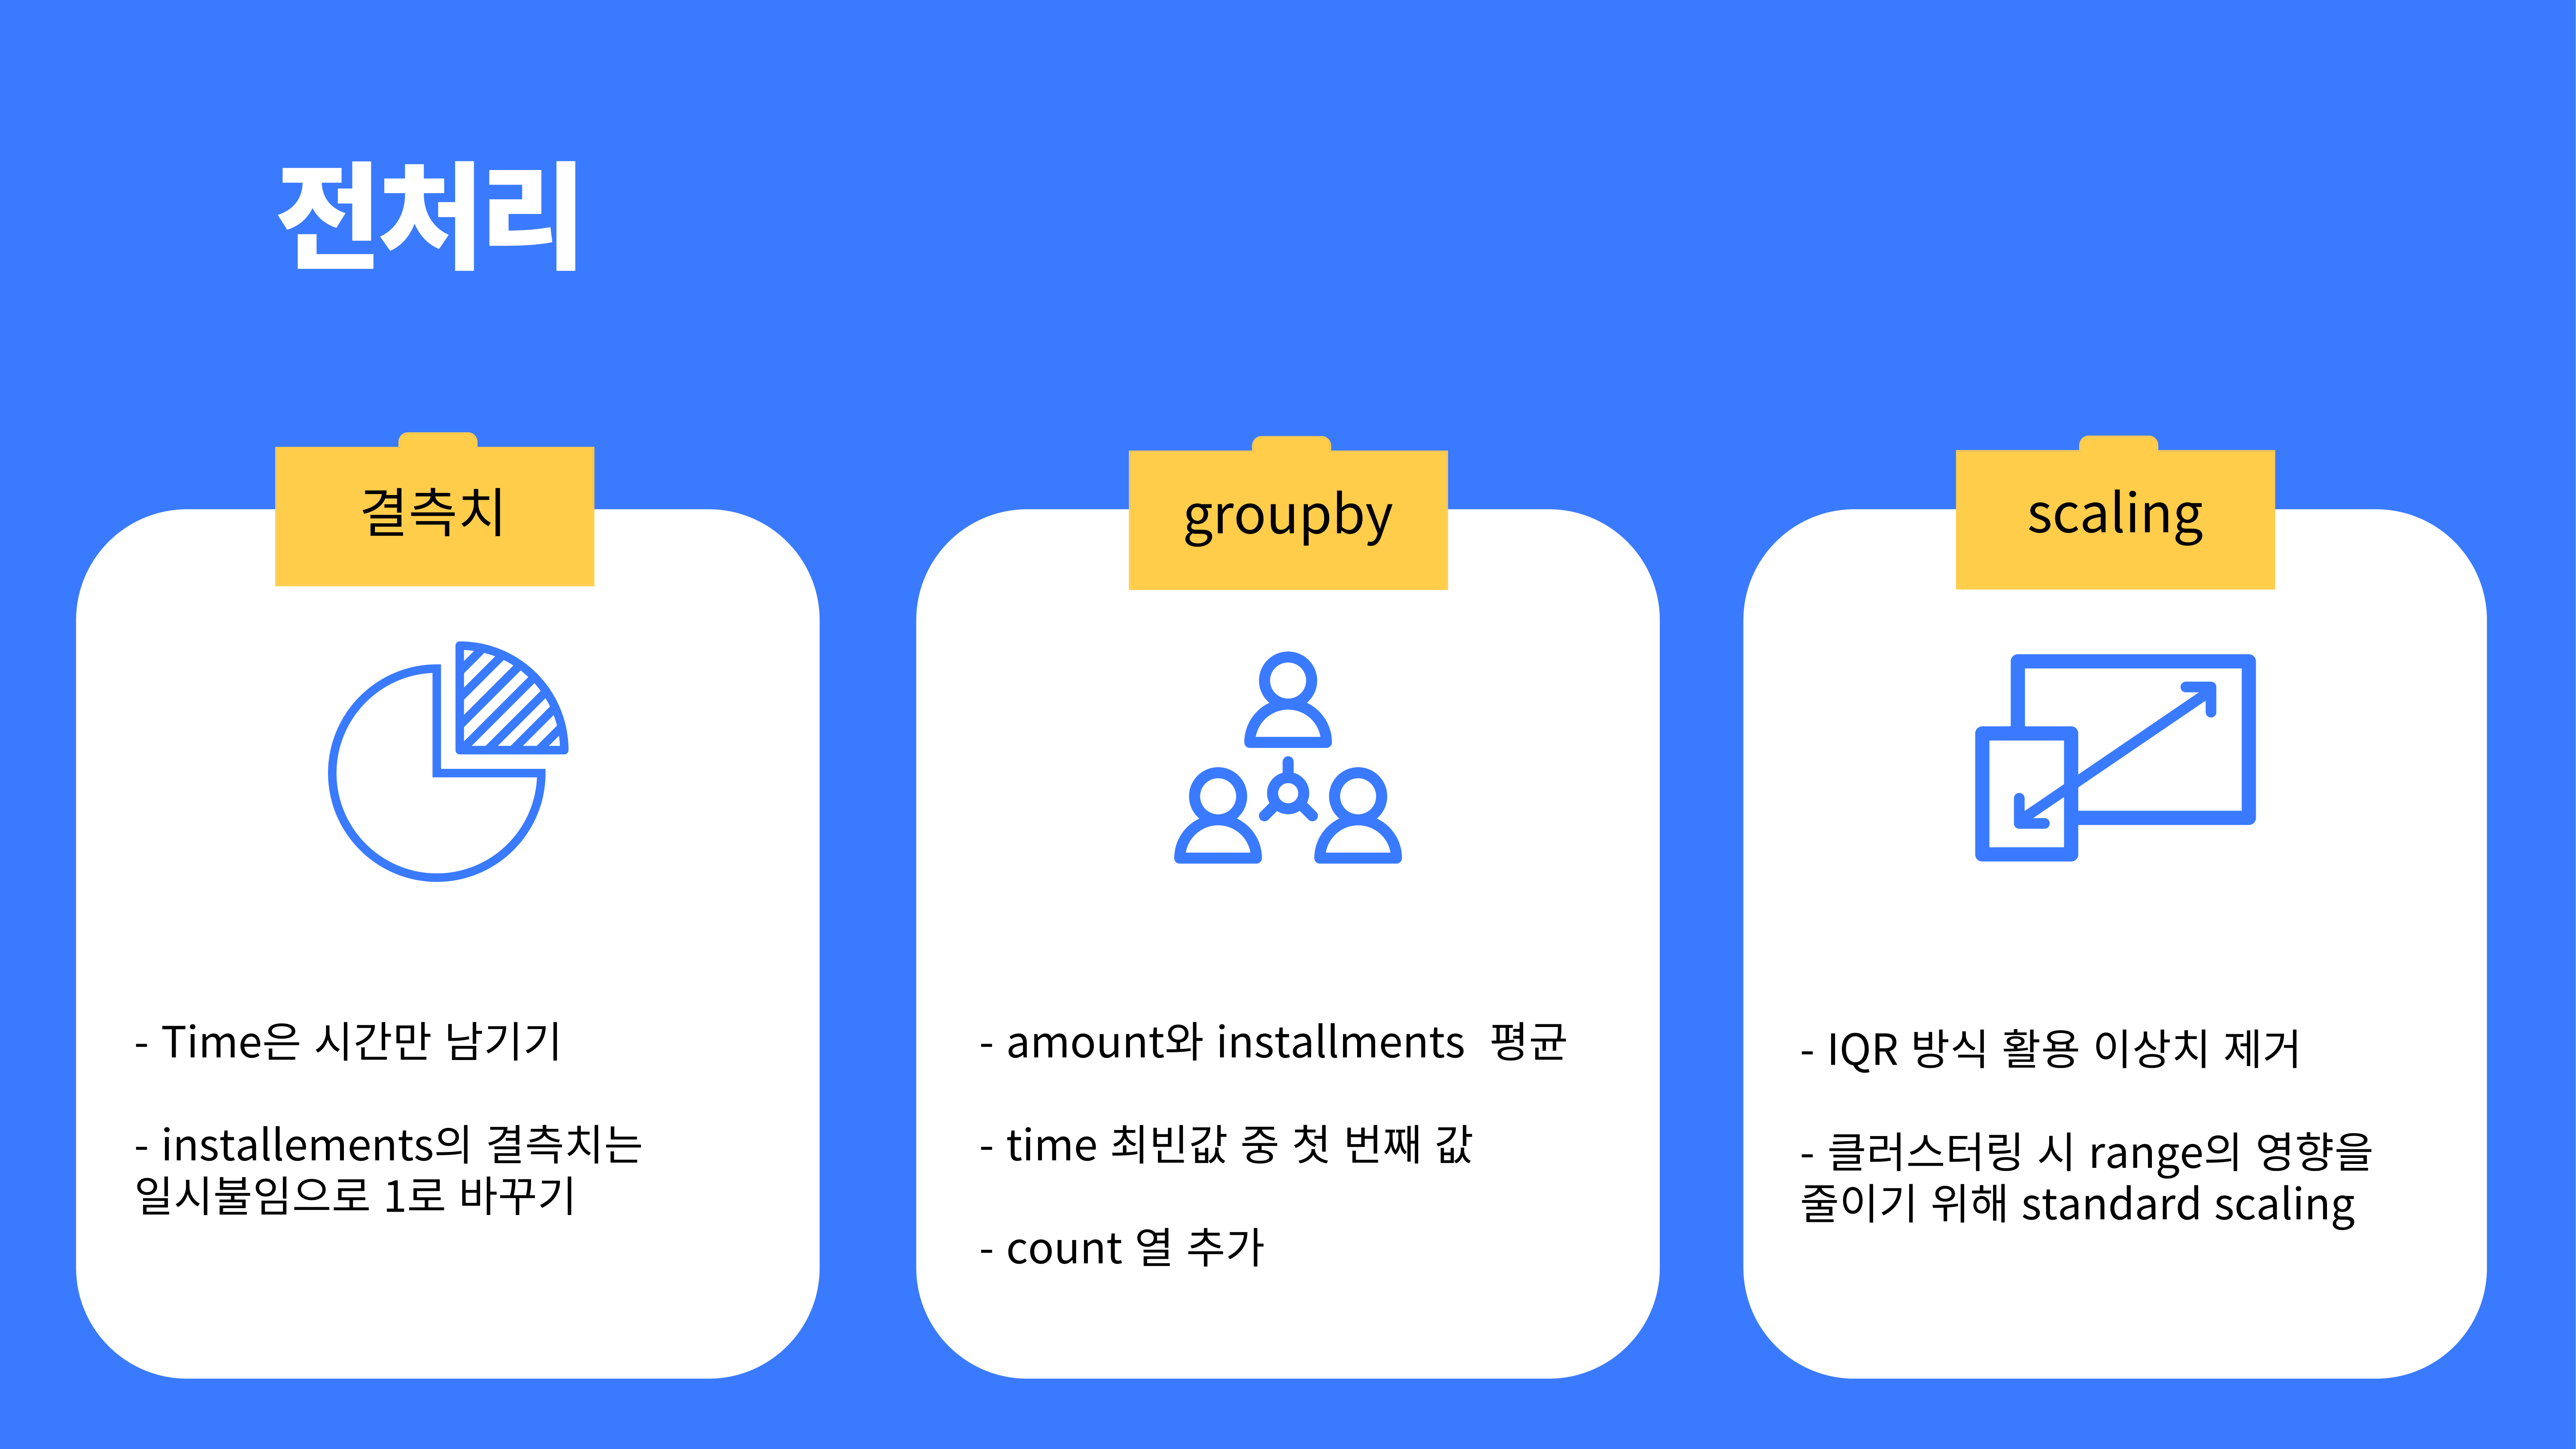 전처리
결측치
- Time은 시간만 남기기
- installements의 결측치는
일시불임으로 1로 바꾸기
groupby
- amount와 installments 평균
- time 최빈값 중 첫 번째 값
- count 열 추가
scaling
- IQR 방식 활용 이상치 제거
- 클러스터링 시 range의 영향을
줄이기 위해 standard scaling